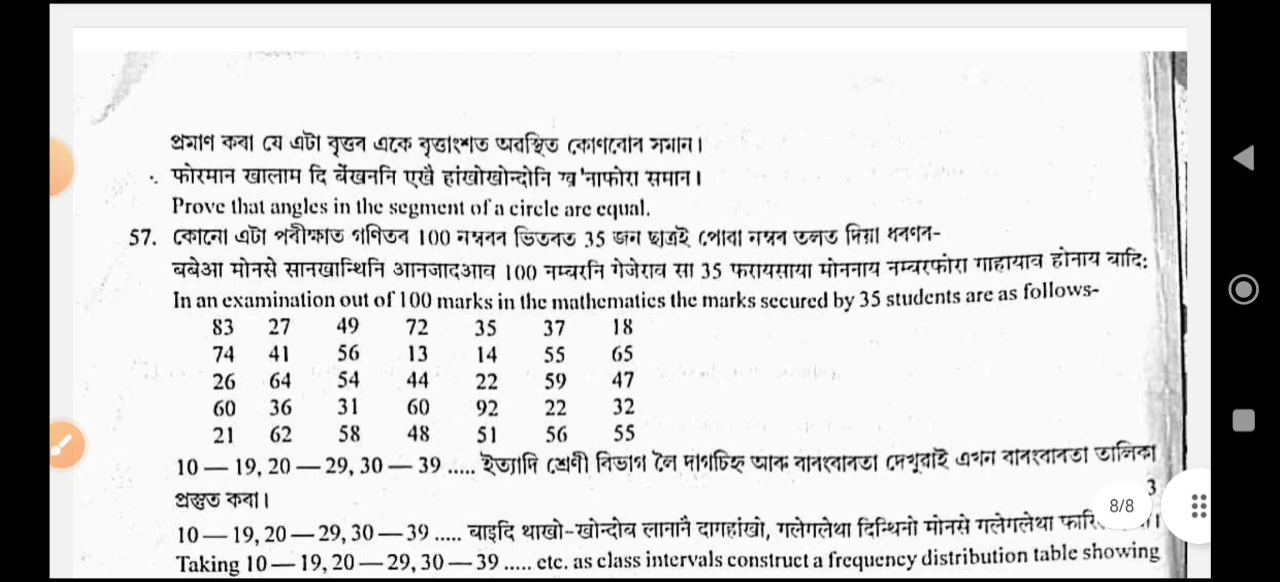 প্ৰমাণ কৰা যে এটা বৃত্তৰ একে বৃত্তাংশত অৱস্থিত কোণবোৰ সমান।
फोरमान खालाम दि बेंखननि एखै हांखोखोन्दोनि ख'नाफोरा समान।
Prove that angles in the segment of a circle are equal.
57. কোনো এটা পৰীক্ষাত গণিতৰ 100 নম্বৰৰ ভিতৰত 35 জন ছাত্ৰই পোৱা নম্বৰ তলত দিয়া ধৰণৰ-
बबेआ मोनसे सानखान्थिनि आनजादआव 100 नम्बरनि गेजेराव सा 35 फरायसाया मोननाय नम्बरफोरा गाहायाव होनाय बादि:
In an examination out of 100 marks in the mathematics the marks secured by 35 students are as follows-
83 27 49 72 35 37 18
74 41 56 13 14 55 65
26 64 54 44 22 59 47
60 36 31 60 92 22 32
21 62 58 48 51 56 55
10 — 19, 20 — 29, 30 — 39 ..... ইত্যাদি শ্ৰেণী বিভাগ লৈ দাগচিহ্ন আৰু বাৰংবাৰতা দেখুৱাই এখন বাৰংবাৰতা তালিকা
প্ৰস্তুত কৰা।
3
8/8
10 — 19, 20 — 29, 30 — 39 ..... बाइदि थाखो-खोन्दोब लानानै दागहांखो, गलेगलेथा दिन्थिनो मोनसे गलेगलेथा
Taking 10 — 19, 20 — 29, 30 — 39 ..... etc. as class intervals construct a frequency distribution table showing